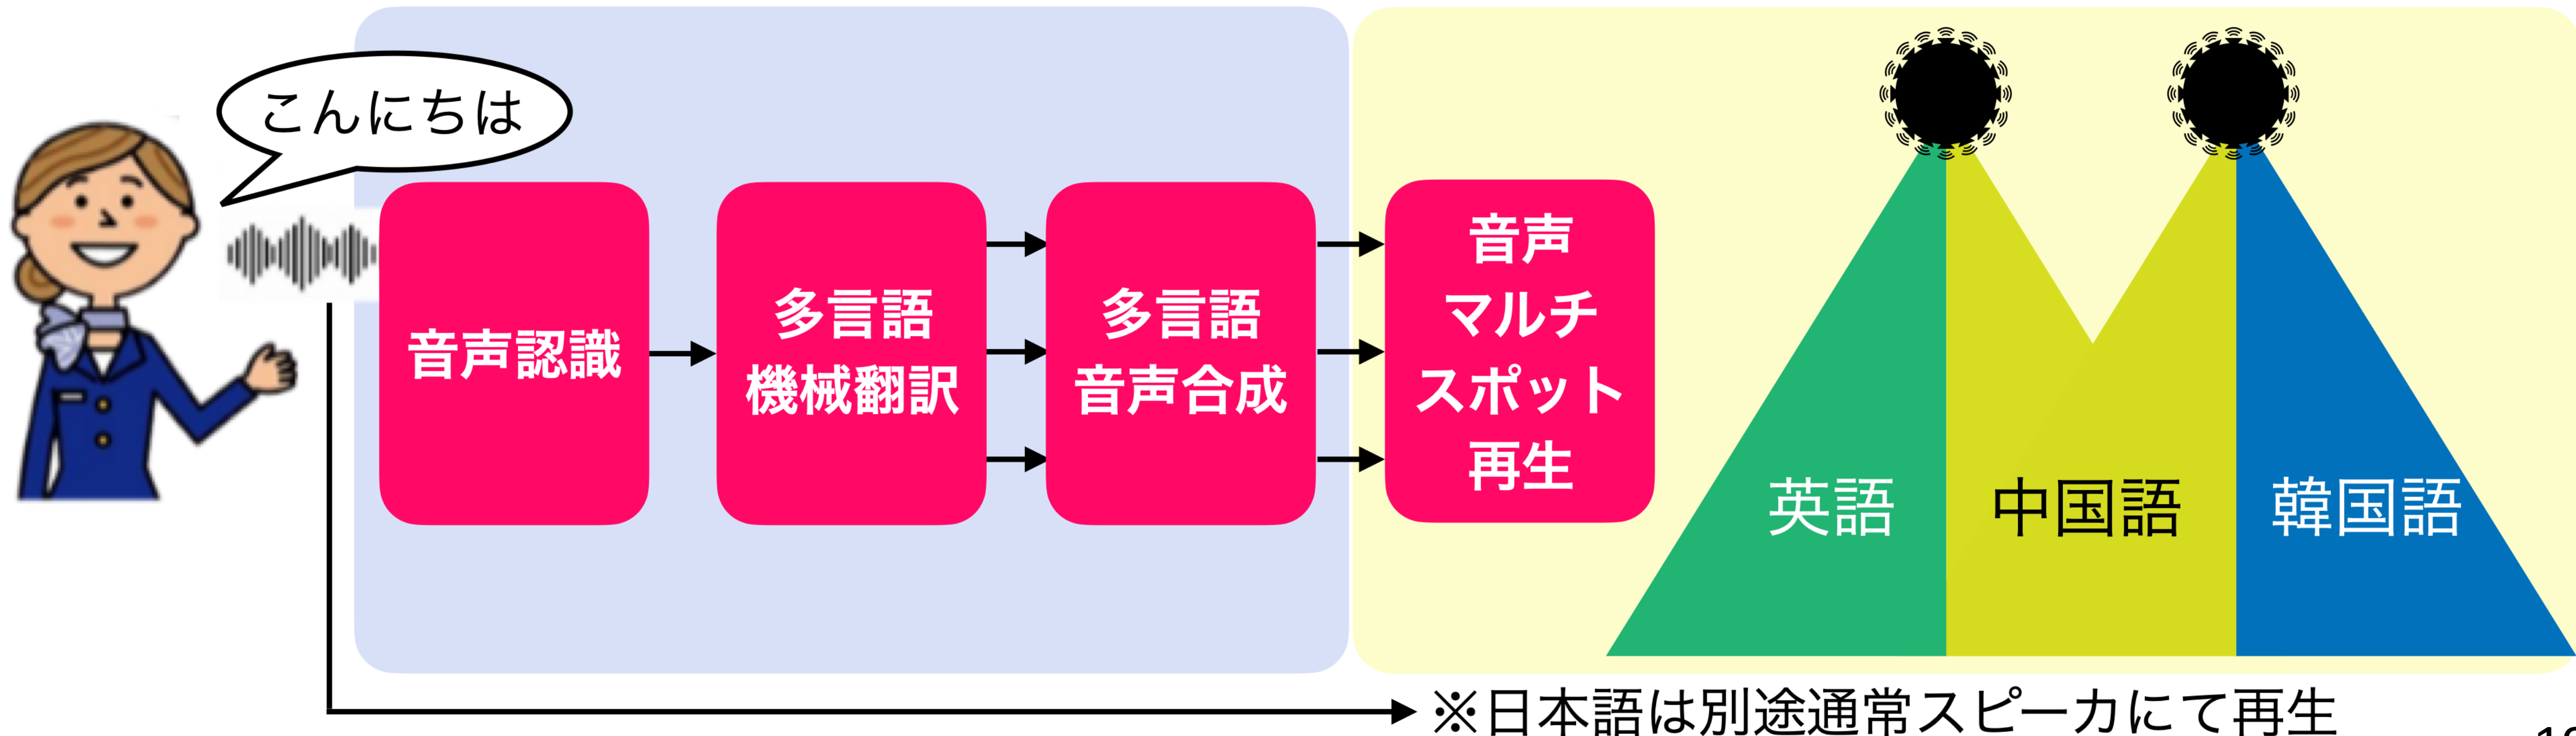 こんにちは
音声認識
多言語
機械翻訳
多言語
音声合成
音声
マルチ
スポット
再生
英語
中国語
韓国語
※日本語は別途通常スピーカにて再生